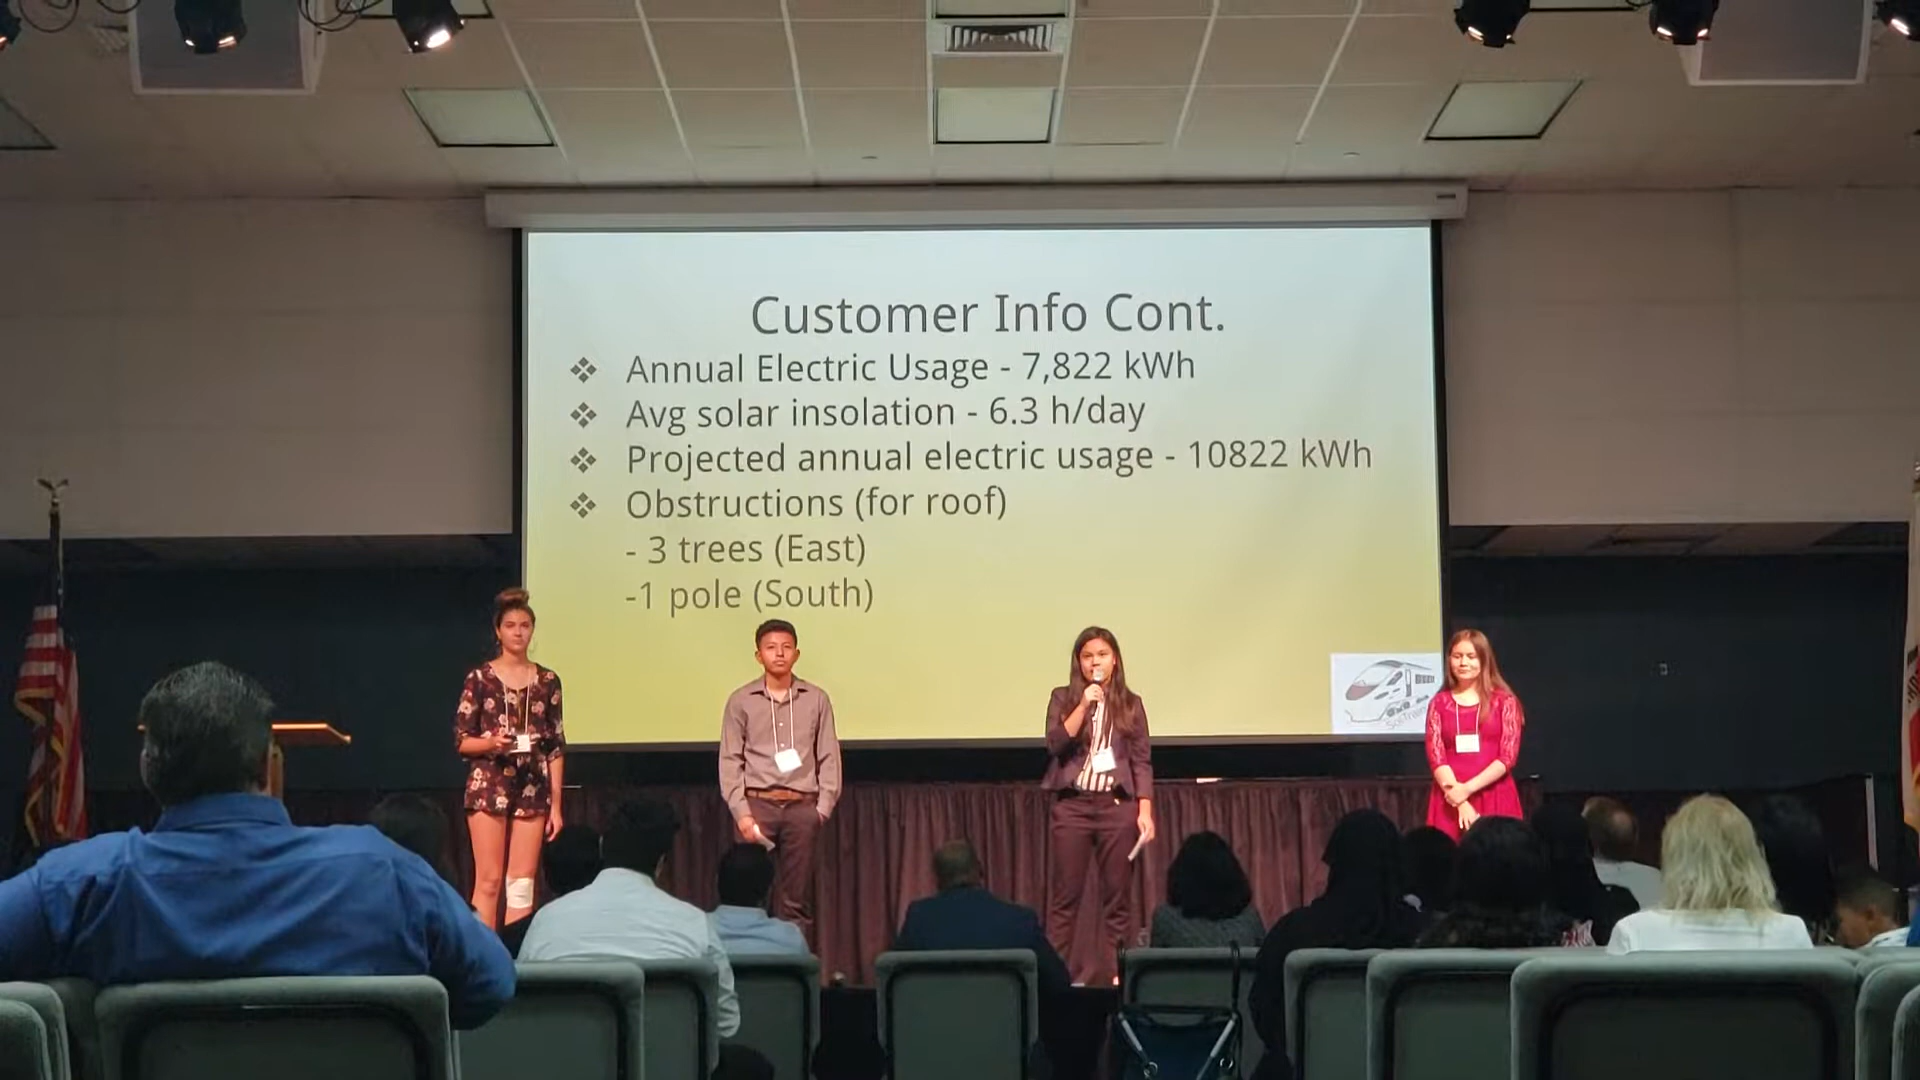 Customer Info Cont.
❖ Annual Electric Usage - 7,822 kWh
❖ Avg solar insolation - 6.3 h/day
❖ Projected annual electric usage - 10822 kWh
❖ Obstructions (for roof)
- 3 trees (East)
-1 pole (South)